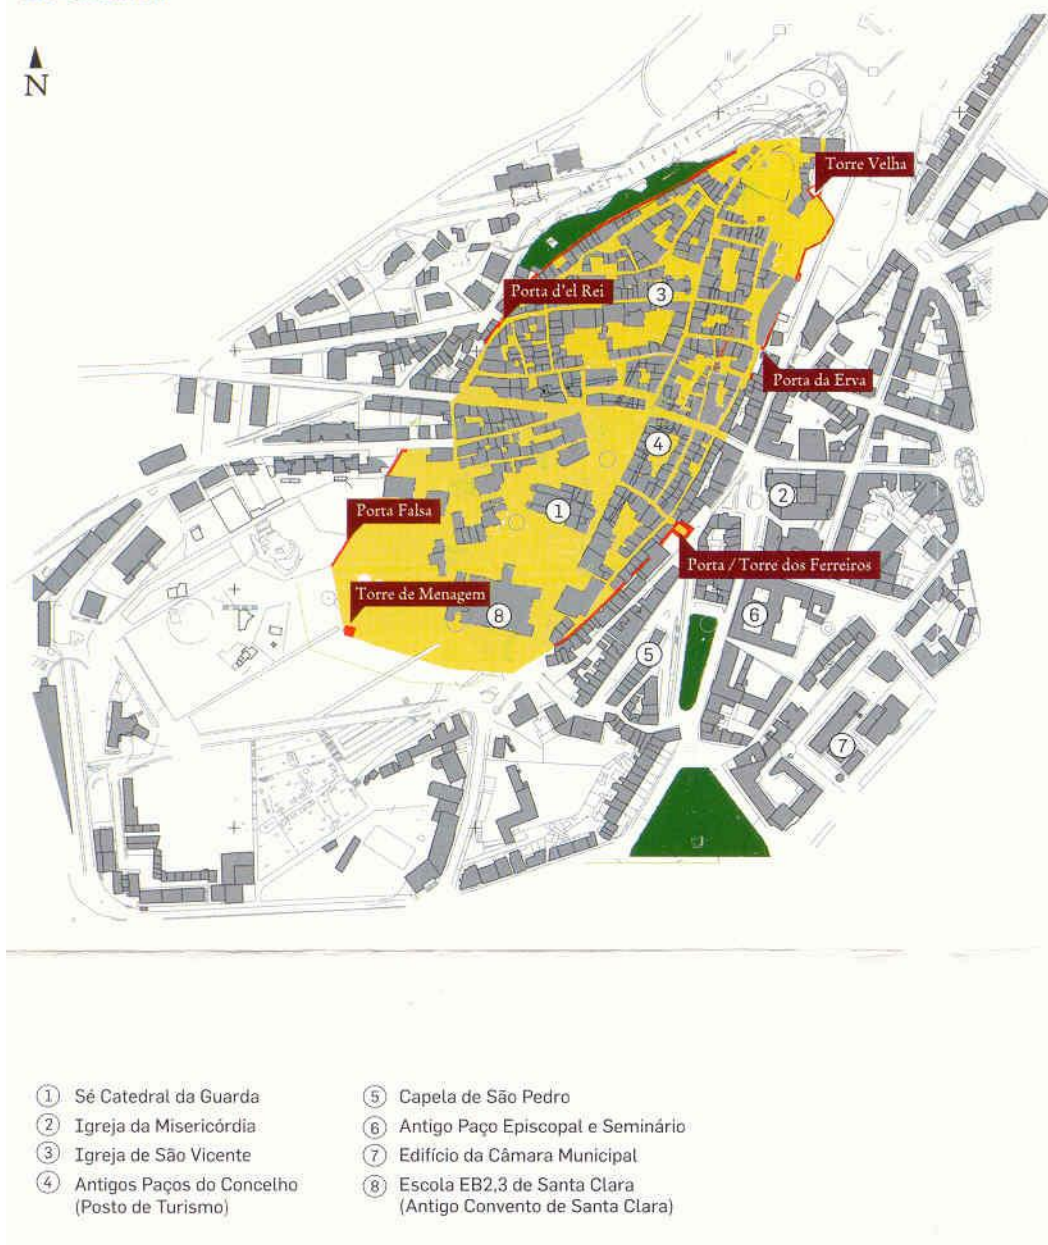 N
Torre Velha
Porta d'el Rei
3
Porta da Erva
4
2
Porta Falsa
1
Porta / Torre dos Ferreiros
Torre de Menagem
8
6
5
7
1 Sé Catedral da Guarda
2 Igreja da Misericórdia
3 Igreja de São Vicente
4 Antigos Paços do Concelho
(Posto de Turismo)
5 Capela de São Pedro
6 Antigo Paço Episcopal e Seminário
7 Edifício da Câmara Municipal
8 Escola EB2,3 de Santa Clara
(Antigo Convento de Santa Clara)